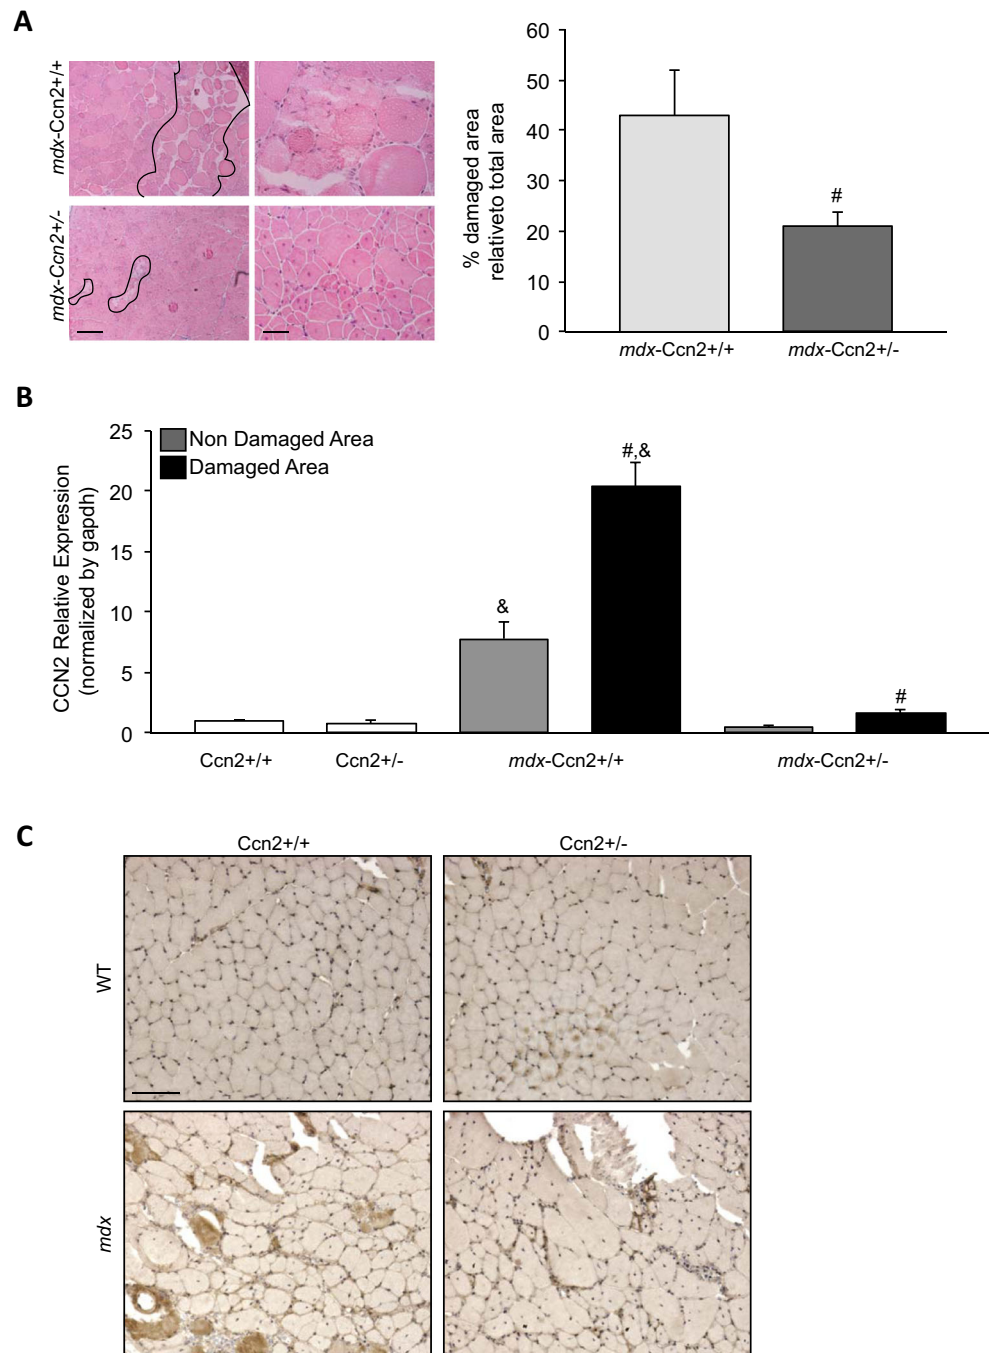 A
mdx-Ccn2+/+
mdx-Ccn2+/-
% damaged area
relativeto total area
60
50
40
30
20
10
0
#
mdx-Ccn2+/+
mdx-Ccn2+/-
B
CCN2 Relative Expression
(normalized by gapdh)
25
20
15
10
5
0
Non Damaged Area
Damaged Area
&
#,&
#
Ccn2+/+
Ccn2+/-
mdx-Ccn2+/+
mdx-Ccn2+/-
C
Ccn2+/+
Ccn2+/-
WT
mdx